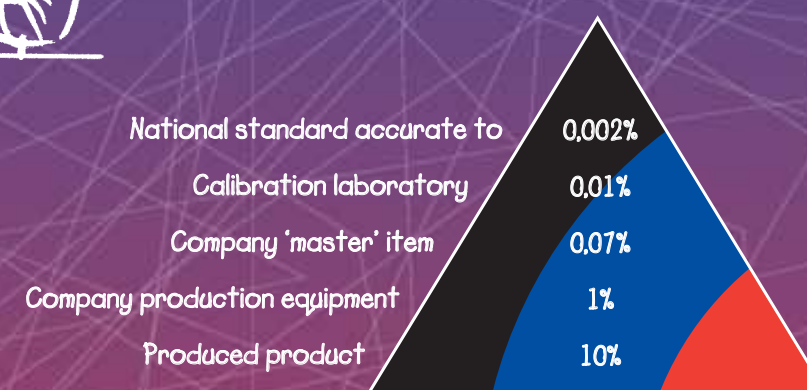 National standard accurate to 0.002%
Calibration laboratory 0.01%
Company ‘master’ item 0.07%
Company production equipment 1%
Produced product 10%